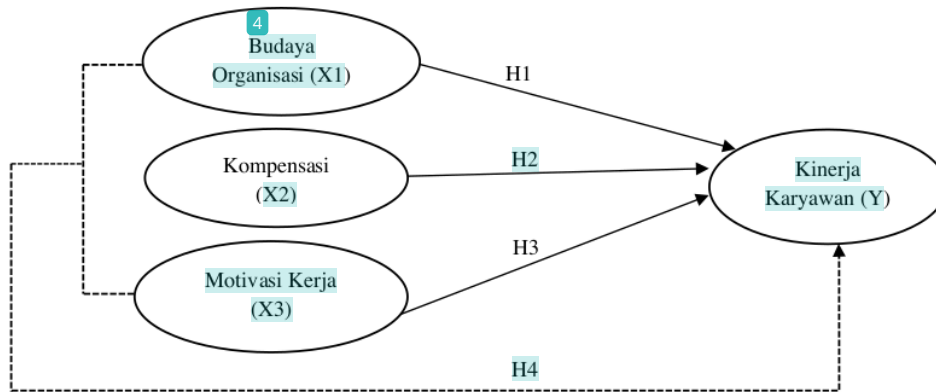 4
Budaya
Organisasi (X1)
H1
Kompensasi
(X2)
H2
Kinerja
Karyawan (Y)
Motivasi Kerja
(X3)
H3
H4